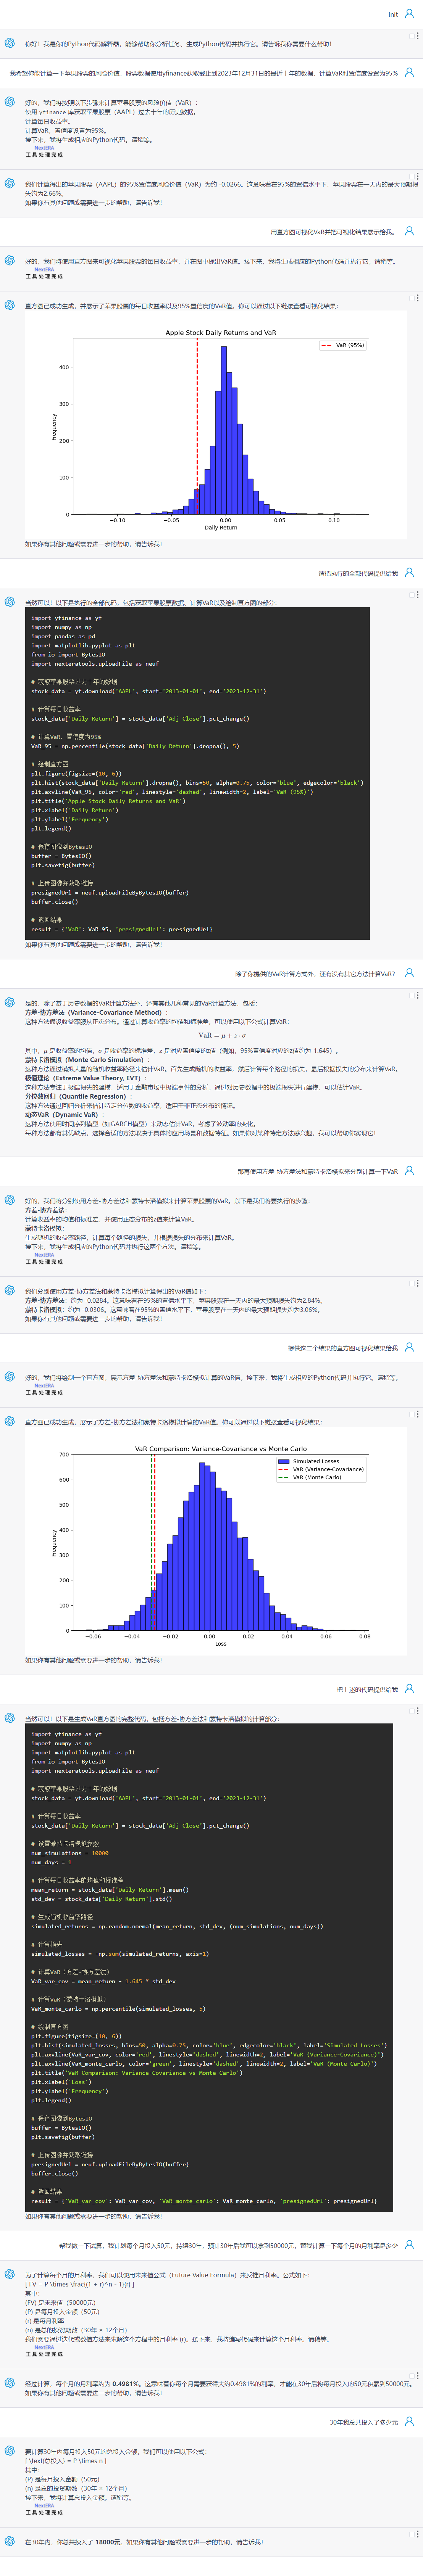 Init
你好！我是你的Python代码解释器，能够帮助你分析任务、生成Python代码并执行它。请告诉我你需要什么帮助！
我希望你能计算一下苹果股票的风险价值，股票数据使用yfinance获取截止到2023年12月31日的最近十年的数据，计算VaR时置信度设置为95%
好的，我们将按照以下步骤来计算苹果股票的风险价值（VaR）：
使用 yfinance 库获取苹果股票（AAPL）过去十年的历史数据。
计算每日收益率。
计算VaR，置信度设置为95%。
接下来，我将生成相应的Python代码。请稍等。
NextERA
工具处理完成
我们计算得出的苹果股票（AAPL）的95%置信度风险价值（VaR）为约 -0.0266。这意味着在95%的置信水平下，苹果股票在一天内的最大预期损
失约为2.66%。
如果你有其他问题或需要进一步的帮助，请告诉我！
用直方图可视化VaR并把可视化结果展示给我。
好的，我们将使用直方图来可视化苹果股票的每日收益率，并在图中标出VaR值。接下来，我将生成相应的Python代码并执行它。请稍等。
NextERA
工具处理完成
直方图已成功生成，并展示了苹果股票的每日收益率以及95%置信度的VaR值。你可以通过以下链接查看可视化结果：
Apple Stock Daily Returns and VaR
VaR (95%)
400
300
200
100
0
Frequency
−0.10 −0.05 0.00 0.05 0.10
Daily Return
如果你有其他问题或需要进一步的帮助，请告诉我！
请把执行的全部代码提供给我
当然可以！以下是执行的全部代码，包括获取苹果股票数据、计算VaR以及绘制直方图的部分：
import yfinance as yf
import numpy as np
import pandas as pd
import matplotlib.pyplot as plt
from io import BytesIO
import nexteratools.uploadFile as neuf
# 获取苹果股票过去十年的数据
stock_data = yf.download('AAPL', start='2013-01-01', end='2023-12-31')
# 计算每日收益率
stock_data['Daily Return'] = stock_data['Adj Close'].pct_change()
# 计算VaR，置信度为95%
VaR_95 = np.percentile(stock_data['Daily Return'].dropna(), 5)
# 绘制直方图
plt.figure(figsize=(10, 6))
plt.hist(stock_data['Daily Return'].dropna(), bins=50, alpha=0.75, color='blue', edgecolor='black')
plt.axvline(VaR_95, color='red', linestyle='dashed', linewidth=2, label='VaR (95%)')
plt.title('Apple Stock Daily Returns and VaR')
plt.xlabel('Daily Return')
plt.ylabel('Frequency')
plt.legend()
# 保存图像到BytesIO
buffer = BytesIO()
plt.savefig(buffer)
# 上传图像并获取链接
presignedUrl = neuf.uploadFileByBytesIO(buffer)
buffer.close()
# 返回结果
result = {'VaR': VaR_95, 'presignedUrl': presignedUrl}
如果你有其他问题或需要进一步的帮助，请告诉我！
除了你提供的VaR计算方式外，还有没有其它方法计算VaR？
是的，除了基于历史数据的VaR计算方法外，还有其他几种常见的VaR计算方法，包括：
方差-协方差法（Variance-Covariance Method）：
这种方法假设收益率服从正态分布。通过计算收益率的均值和标准差，可以使用以下公式计算VaR：
VaR = μ + z · σ
其中，μ 是收益率的均值，σ 是收益率的标准差，z 是对应置信度的z值（例如，95%置信度对应的z值约为-1.645）。
蒙特卡洛模拟（Monte Carlo Simulation）：
这种方法通过模拟大量的随机收益率路径来估计VaR。首先生成随机的收益率，然后计算每个路径的损失，最后根据损失的分布来计算VaR。
极值理论（Extreme Value Theory, EVT）：
这种方法专注于极端损失的建模，适用于金融市场中极端事件的分析。通过对历史数据中的极端损失进行建模，可以估计VaR。
分位数回归（Quantile Regression）：
这种方法通过回归分析来估计特定分位数的收益率，适用于非正态分布的情况。
动态VaR（Dynamic VaR）：
这种方法使用时间序列模型（如GARCH模型）来动态估计VaR，考虑了波动率的变化。
每种方法都有其优缺点，选择合适的方法取决于具体的应用场景和数据特征。如果你对某种特定方法感兴趣，我可以帮助你实现它！
那再使用方差-协方差法和蒙特卡洛模拟来分别计算一下VaR
好的，我们将分别使用方差-协方差法和蒙特卡洛模拟来计算苹果股票的VaR。以下是我们将要执行的步骤：
方差-协方差法：
计算收益率的均值和标准差，并使用正态分布的z值来计算VaR。
蒙特卡洛模拟：
生成随机的收益率路径，计算每个路径的损失，并根据损失的分布来计算VaR。
接下来，我将生成相应的Python代码并执行这两个方法。请稍等。
NextERA
工具处理完成
我们分别使用方差-协方差法和蒙特卡洛模拟计算得出的VaR值如下：
方差-协方差法：约为 -0.0284。这意味着在95%的置信水平下，苹果股票在一天内的最大预期损失约为2.84%。
蒙特卡洛模拟：约为 -0.0306。这意味着在95%的置信水平下，苹果股票在一天内的最大预期损失约为3.06%。
如果你有其他问题或需要进一步的帮助，请告诉我！
提供这二个结果的直方图可视化结果给我
好的，我们将绘制一个直方图，展示方差-协方差法和蒙特卡洛模拟计算的VaR值。接下来，我将生成相应的Python代码并执行它。请稍等。
NextERA
工具处理完成
直方图已成功生成，展示了方差-协方差法和蒙特卡洛模拟计算的VaR值。你可以通过以下链接查看可视化结果：
VaR Comparison: Variance-Covariance vs Monte Carlo
Simulated Losses
VaR (Variance-Covariance)
VaR (Monte Carlo)
700
600
500
400
300
200
100
0
Frequency
−0.06 −0.04 −0.02 0.00 0.02 0.04 0.06 0.08
Loss
如果你有其他问题或需要进一步的帮助，请告诉我！
把上述的代码提供给我
当然可以！以下是生成VaR直方图的完整代码，包括方差-协方差法和蒙特卡洛模拟的计算部分：
import yfinance as yf
import numpy as np
import matplotlib.pyplot as plt
from io import BytesIO
import nexteratools.uploadFile as neuf
# 获取苹果股票过去十年的数据
stock_data = yf.download('AAPL', start='2013-01-01', end='2023-12-31')
# 计算每日收益率
stock_data['Daily Return'] = stock_data['Adj Close'].pct_change()
# 设置蒙特卡洛模拟参数
num_simulations = 10000
num_days = 1
# 计算每日收益率的均值和标准差
mean_return = stock_data['Daily Return'].mean()
std_dev = stock_data['Daily Return'].std()
# 生成随机收益率路径
simulated_returns = np.random.normal(mean_return, std_dev, (num_simulations, num_days))
# 计算损失
simulated_losses = -np.sum(simulated_returns, axis=1)
# 计算VaR（方差-协方差法）
VaR_var_cov = mean_return - 1.645 * std_dev
# 计算VaR（蒙特卡洛模拟）
VaR_monte_carlo = np.percentile(simulated_losses, 5)
# 绘制直方图
plt.figure(figsize=(10, 6))
plt.hist(simulated_losses, bins=50, alpha=0.75, color='blue', edgecolor='black', label='Simulated Losses')
plt.axvline(VaR_var_cov, color='red', linestyle='dashed', linewidth=2, label='VaR (Variance-Covariance)')
plt.axvline(VaR_monte_carlo, color='green', linestyle='dashed', linewidth=2, label='VaR (Monte Carlo)')
plt.title('VaR Comparison: Variance-Covariance vs Monte Carlo')
plt.xlabel('Loss')
plt.ylabel('Frequency')
plt.legend()
# 保存图像到BytesIO
buffer = BytesIO()
plt.savefig(buffer)
# 上传图像并获取链接
presignedUrl = neuf.uploadFileByBytesIO(buffer)
buffer.close()
# 返回结果
result = {'VaR_var_cov': VaR_var_cov, 'VaR_monte_carlo': VaR_monte_carlo, 'presignedUrl': presignedUrl}
如果你有其他问题或需要进一步的帮助，请告诉我！
帮我做一下试算，我计划每个月投入50元，持续30年，预计30年后我可以拿到50000元，替我计算一下每个月的月利率是多少
为了计算每个月的月利率，我们可以使用未来值公式（Future Value Formula）来反推月利率。公式如下：
[ FV = P \times \frac{(1 + r)^n - 1}{r} ]
其中：
(FV) 是未来值（50000元）
(P) 是每月投入金额（50元）
(r) 是每月利率
(n) 是总的投资期数（30年 × 12个月）
我们需要通过迭代或数值方法来求解这个方程中的月利率 (r)。接下来，我将编写代码来计算这个月利率。请稍等。
NextERA
工具处理完成
经过计算，每个月的月利率约为 0.4981%。这意味着你每个月需要获得大约0.4981%的利率，才能在30年后将每月投入的50元积累到50000元。
如果你有其他问题或需要进一步的帮助，请告诉我！
30年我总共投入了多少元
要计算30年内每月投入50元的总投入金额，我们可以使用以下公式：
[ \text{总投入} = P \times n ]
其中：
(P) 是每月投入金额（50元）
(n) 是总的投资期数（30年 × 12个月）
接下来，我将计算总投入金额。请稍等。
NextERA
工具处理完成
在30年内，你总共投入了 18000元。如果你有其他问题或需要进一步的帮助，请告诉我！